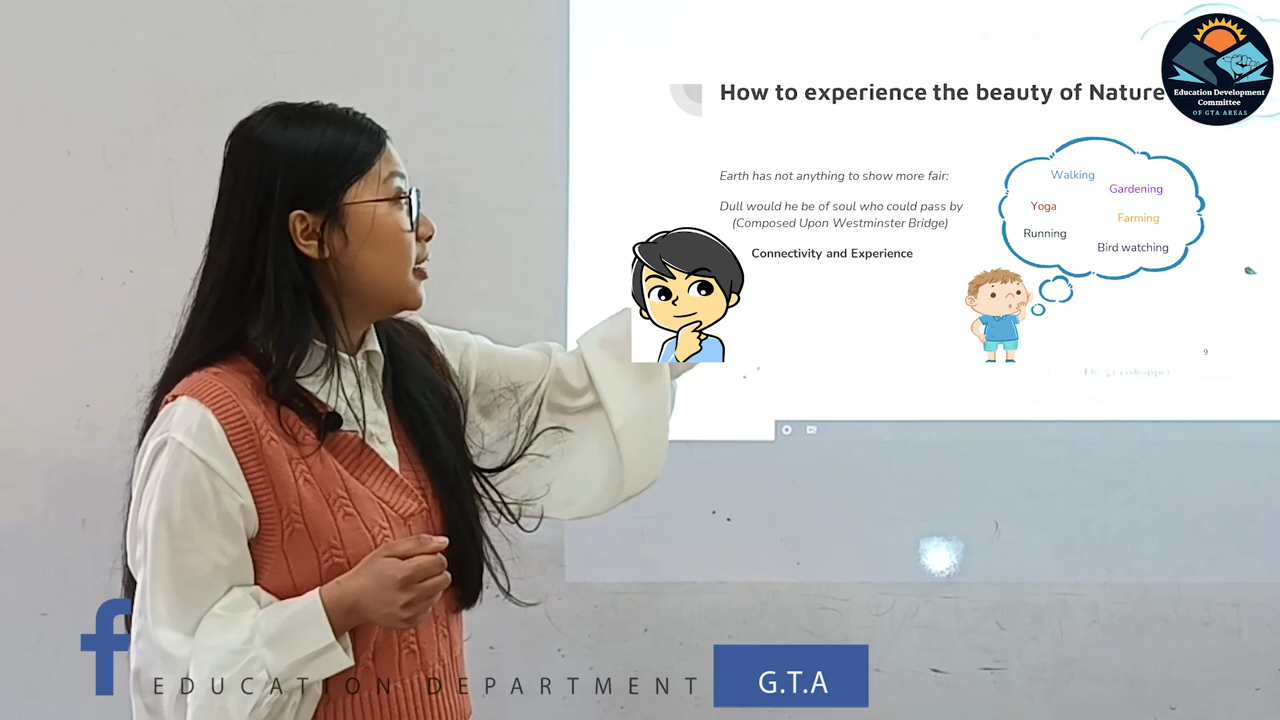 How to experience the beauty of Nature
Education Development
Committee
OF GTA AREAS
Earth has not anything to show more fair:
Dull would he be of soul who could pass by
(Composed Upon Westminster Bridge)
Connectivity and Experience
Walking
Gardening
Yoga
Farming
Running
Bird watching
9
The grasshopper
f
EDUCATION DEPARTMENT
G.T.A